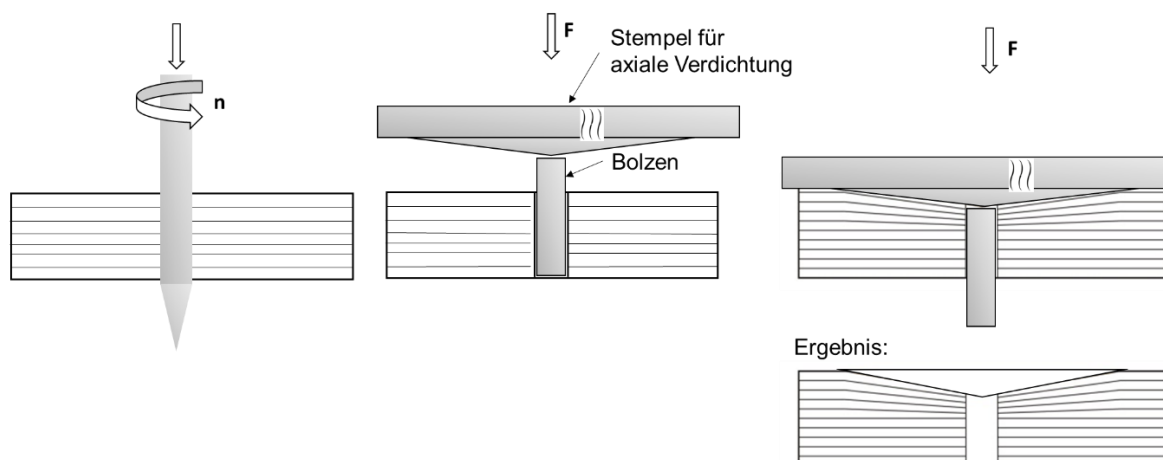 n
F
Stempel für
axiale Verdichtung
Bolzen
F
Ergebnis: